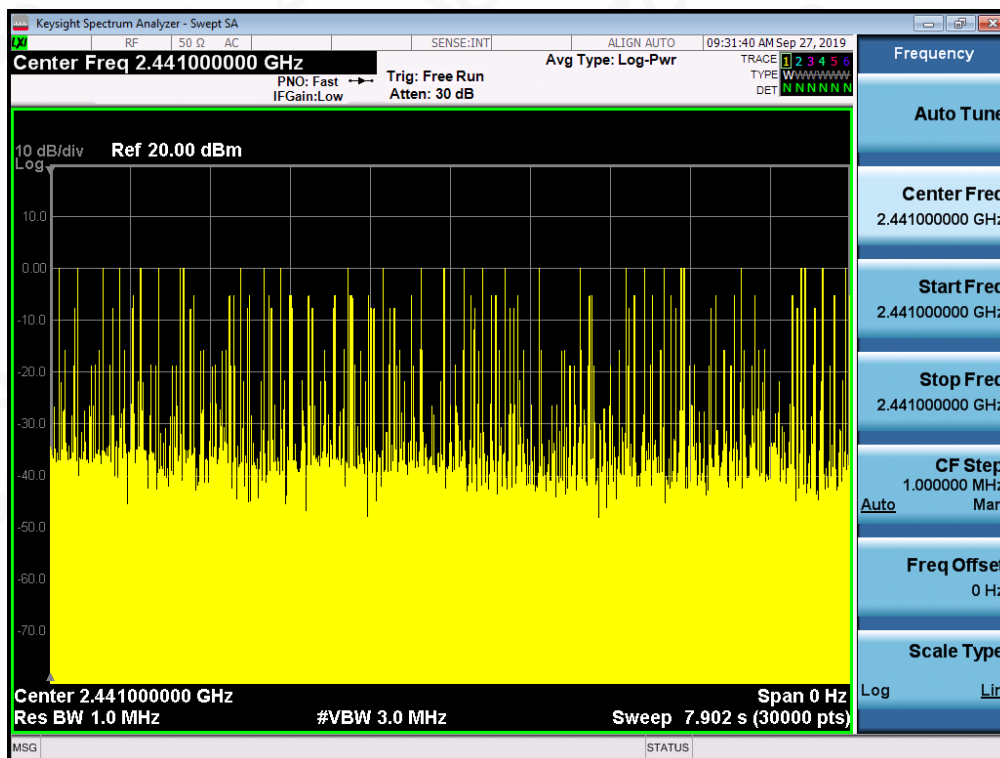 Keysight Spectrum Analyzer - Swept SA
LXI RF 50 Ω AC SENSE:INT ALIGN AUTO 09:31:40 AM Sep 27, 2019
Center Freq 2.441000000 GHz
PNO: Fast
IFGain:Low
Trig: Free Run
Atten: 30 dB
Avg Type: Log-Pwr
TRACE 1 2 3 4 5 6
TYPE WWWWWW
DET N N N N N N
10 dB/div Ref 20.00 dBm
Log
10.0
0.00
-10.0
-20.0
-30.0
-40.0
-50.0
-60.0
-70.0
Center 2.441000000 GHz Span 0 Hz
Res BW 1.0 MHz #VBW 3.0 MHz Sweep 7.902 s (30000 pts)
MSG STATUS
Frequency
Auto Tune
Center Freq
2.441000000 GHz
Start Freq
2.441000000 GHz
Stop Freq
2.441000000 GHz
CF Step
1.000000 MHz
Auto Man
Freq Offset
0 Hz
Scale Type
Log Lin